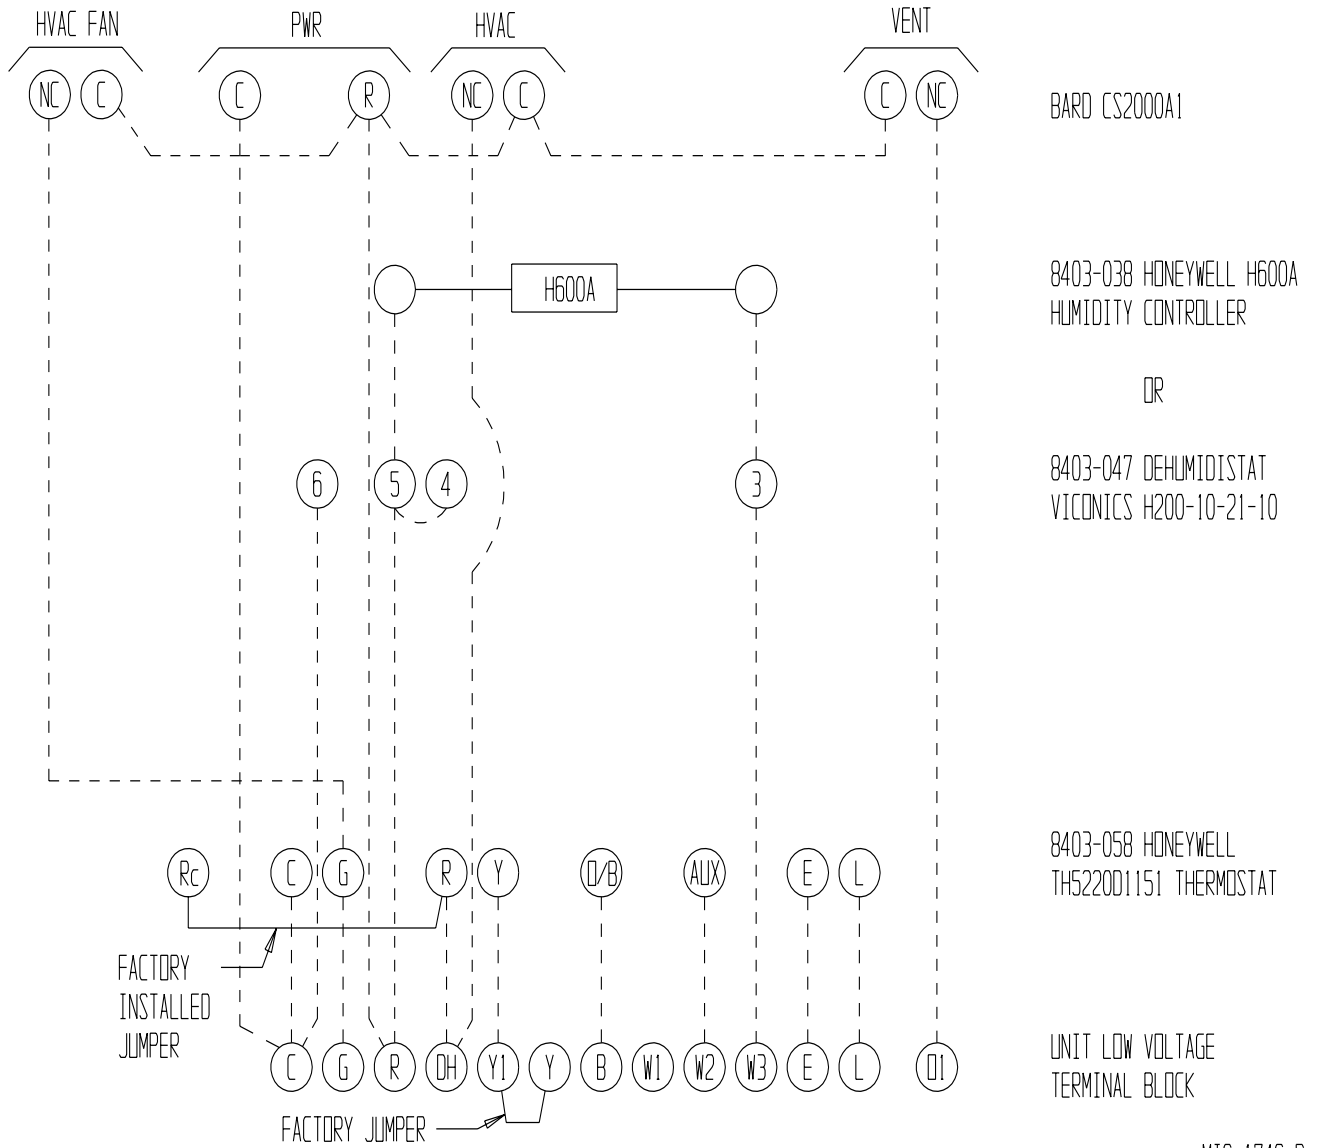 HVAC FAN PWR HVAC VENT
NC C C R NC C C NC
BARD CS2000A1
H600A
8403-038 HONEYWELL H600A
HUMIDITY CONTROLLER
OR
6 5 4 3
8403-047 DEHUMIDISTAT
VICONICS H200-10-21-10
Rc C G R Y O/B AUX E L
8403-058 HONEYWELL
TH5220D1151 THERMOSTAT
FACTORY
INSTALLED
JUMPER
C G R OH Y1 Y B W1 W2 W3 E L O1
UNIT LOW VOLTAGE
TERMINAL BLOCK
FACTORY JUMPER